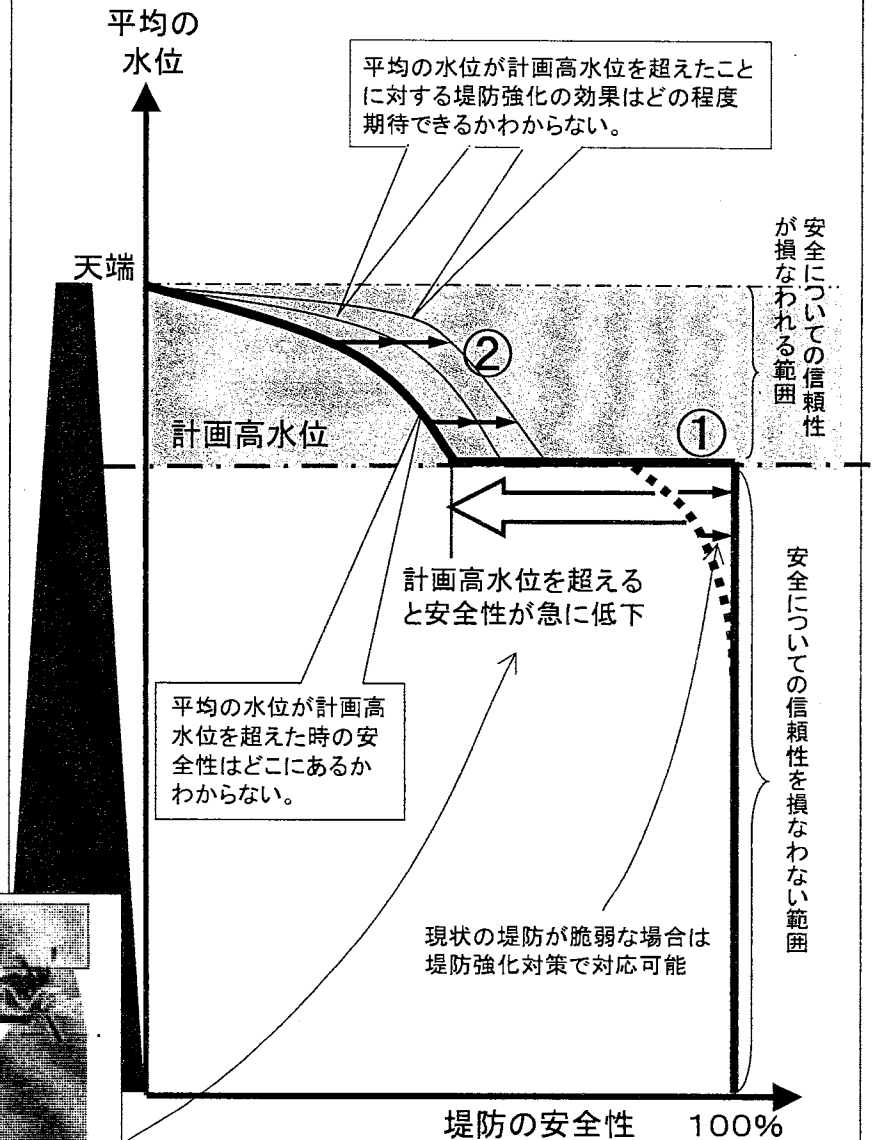 平均の
水位
平均の水位が計画高水位を超えたこと
に対する堤防強化の効果はどの程度
期待できるかわからない。
天端
安全についての信頼性
が損なわれる範囲
②
①
計画高水位
計画高水位を超える
と安全性が急に低下
平均の水位が計画高
水位を超えた時の安
全性はどこにあるか
わからない。
安全についての信頼性を損なわない範囲
現状の堤防が脆弱な場合は
堤防強化対策で対応可能
堤防の安全性 100%